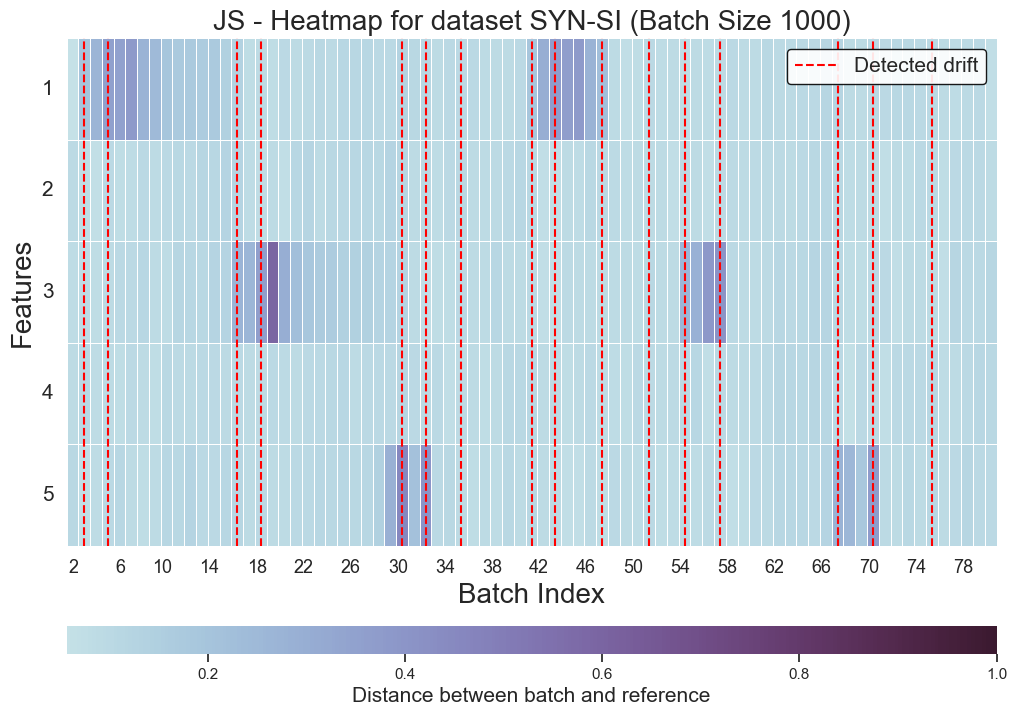 JS - Heatmap for dataset SYN-SI (Batch Size 1000)
Detected drift
Features
1
2
3
4
5
2 6 10 14 18 22 26 30 34 38 42 46 50 54 58 62 66 70 74 78
Batch Index
0.2 0.4 0.6 0.8 1.0
Distance between batch and reference